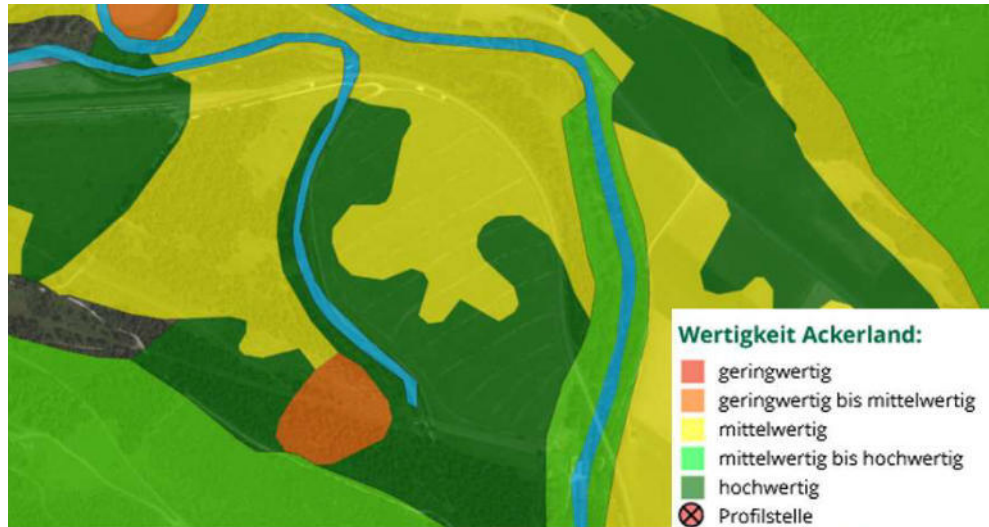 Wertigkeit Ackerland:
geringwertig
geringwertig bis mittelwertig
mittelwertig
mittelwertig bis hochwertig
hochwertig
Profilstelle